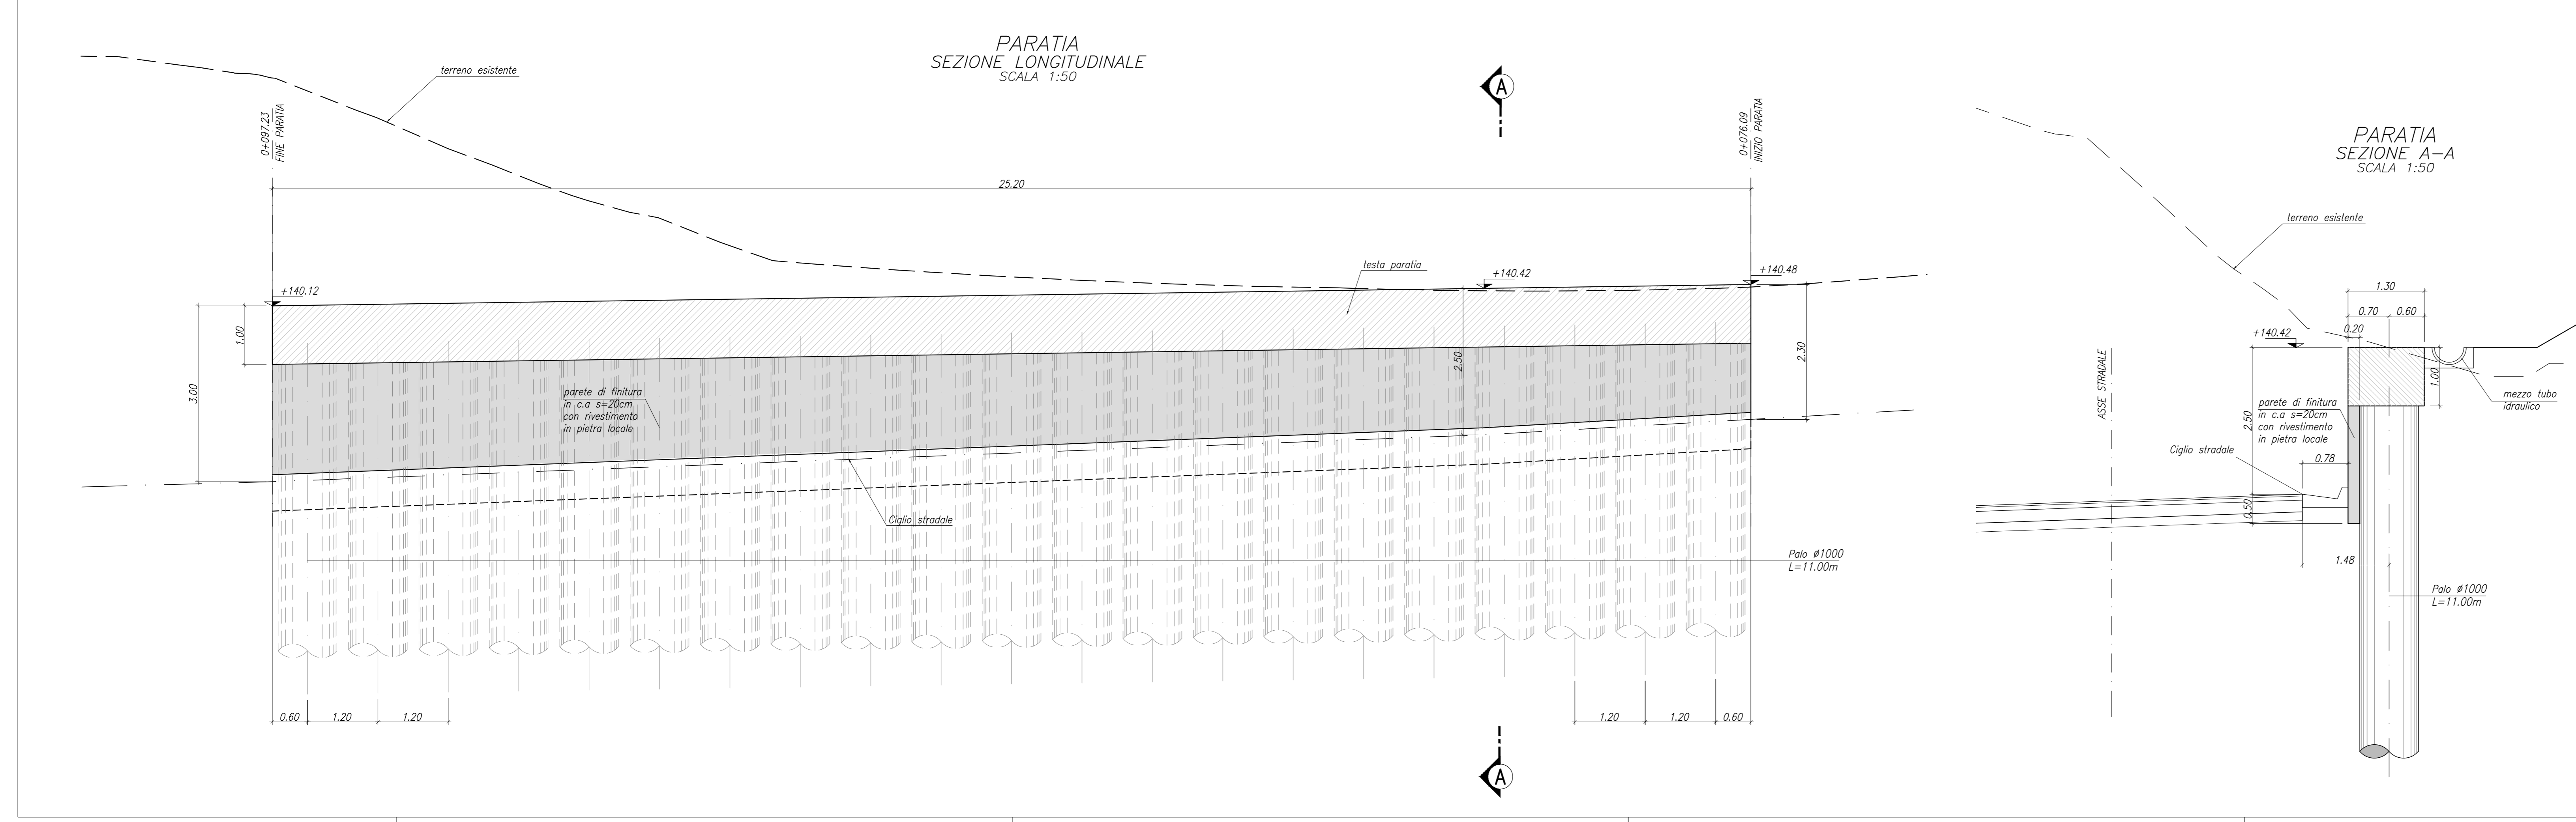 PARATIA
SEZIONE LONGITUDINALE
SCALA 1:50
terreno esistente
A
0+097.23
FINE PARATIA
0+076.09
INIZIO PARATIA
25.20
testa paratia
+140.12
+140.42
+140.48
1.00
3.00
2.50
2.30
parete di finitura
in c.a s=20cm
con rivestimento
in pietra locale
Ciglio stradale
Palo ø1000
L=11.00m
0.60
1.20
1.20
1.20
1.20
0.60
A
PARATIA
SEZIONE A-A
SCALA 1:50
terreno esistente
1.30
0.70
0.60
0.20
+140.42
ASSE STRADALE
1.00
mezzo tubo
idraulico
parete di finitura
in c.a s=20cm
con rivestimento
in pietra locale
2.50
Ciglio stradale
0.78
0.50
1.48
Palo ø1000
L=11.00m